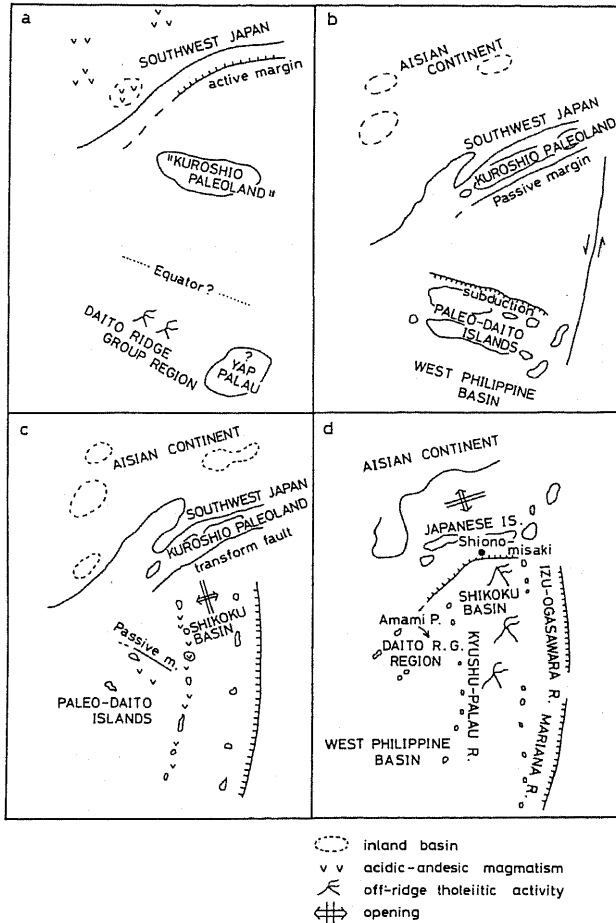 a
SOUTHWEST JAPAN
active margin
"KUROSHIO
PALEOLAND"
Equator?
DAITO RIDGE
GROUP REGION
?
YAP
PALAU
b
AISIAN
CONTINENT
SOUTHWEST JAPAN
KUROSHIO PALEOLAND
Passive margin
subduction
PALEO-DAITO
ISLANDS
WEST PHILIPPINE
BASIN
c
AISIAN CONTINENT
SOUTHWEST JAPAN
KUROSHIO PALEOLAND
transform fault
SHIKOKU
BASIN
Passive m.
PALEO-DAITO
ISLANDS
d
AISIAN CONTINENT
JAPANESE IS.
Shiono-
misaki
SHIKOKU
BASIN
Amami P.
DAITO R.G.
REGION
KYUSHU-PALAU R.
IZU-OGASAWARA R.
MARIANA R.
WEST PHILIPPINE
BASIN
inland basin
v v acidic-andesic magmatism
off-ridge tholeiitic activity
opening